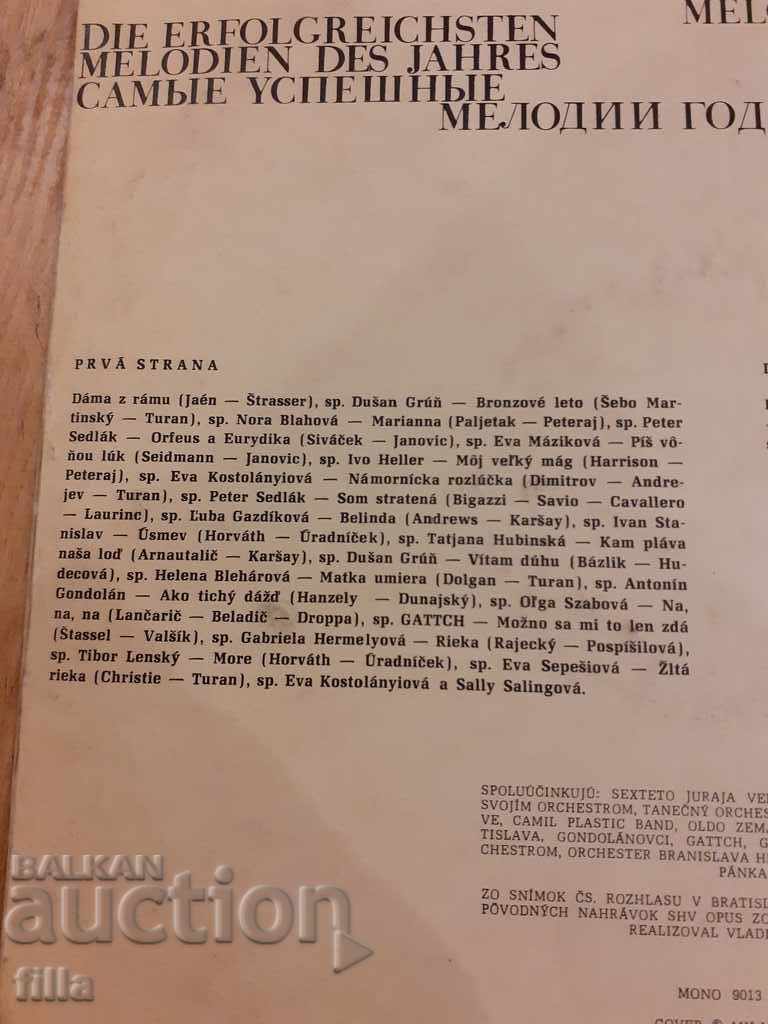 MELO
DIE ERFOLGREICHSTEN
MELODIEN DES JAHRES
САМЫЕ УСПЕШНЫЕ
МЕЛОДИИ ГОД
PRVÁ STRANA
Dáma z rámu (Jaén — Štrasser), sp. Dušan Grúň — Bronzové leto (Šebo Mar-
tinský — Turan), sp. Nora Blahová — Marianna (Paljetak — Peteraj), sp. Peter
Sedlák — Orfeus a Eurydika (Siváček — Janovic), sp. Eva Máziková — Píš vô-
ňou lúk (Seidmann — Janovic), sp. Ivo Heller — Môj veľký mág (Harrison —
Peteraj), sp. Eva Kostolányiová — Námornícka rozlúčka (Dimitrov — Andre-
jev — Turan), sp. Peter Sedlák — Som stratená (Bigazzi — Savio — Cavallero
— Laurinc), sp. Ľuba Gazdíková — Belinda (Andrews — Karšay), sp. Ivan Sta-
nislav — Úsmev (Horváth — Úradníček), sp. Tatjana Hubinská — Kam pláva
naša loď (Arnautalič — Karšay), sp. Dušan Grúň — Vítam dúhu (Bázlik — Hu-
decová), sp. Helena Blehárová — Matka umiera (Dolgan — Turan), sp. Antonín
Gondolán — Ako tichý dážď (Hanzely — Dunajský), sp. Oľga Szabová — Na,
na, na (Lančarič — Beladič — Droppa), sp. GATTCH — Možno sa mi to len zdá
(Štassel — Valšík), sp. Gabriela Hermelyová — Rieka (Rajecký — Pospíšilová),
sp. Tibor Lenský — More (Horváth — Úradníček), sp. Eva Sepešiová — Žltá
rieka (Christie — Turan), sp. Eva Kostolányiová a Sally Salingová.
SPOLUÚČINKUJÚ: SEXTETO JURAJA VE
SVOJÍM ORCHESTROM, TANEČNÝ ORCHES
VE, CAMIL PLASTIC BAND, OLDO ZEMA
TISLAVA, GONDOLÁNOVCI, GATTCH, G
CHESTROM, ORCHESTER BRANISLAVA H
PÁNKA
ZO SNÍMOK ČS. ROZHLASU V BRATIS
PÔVODNÝCH NAHRÁVOK SHV OPUS ZO
REALIZOVAL VLADI
MONO 9013
COVER ©
BALKAN
auction
filla